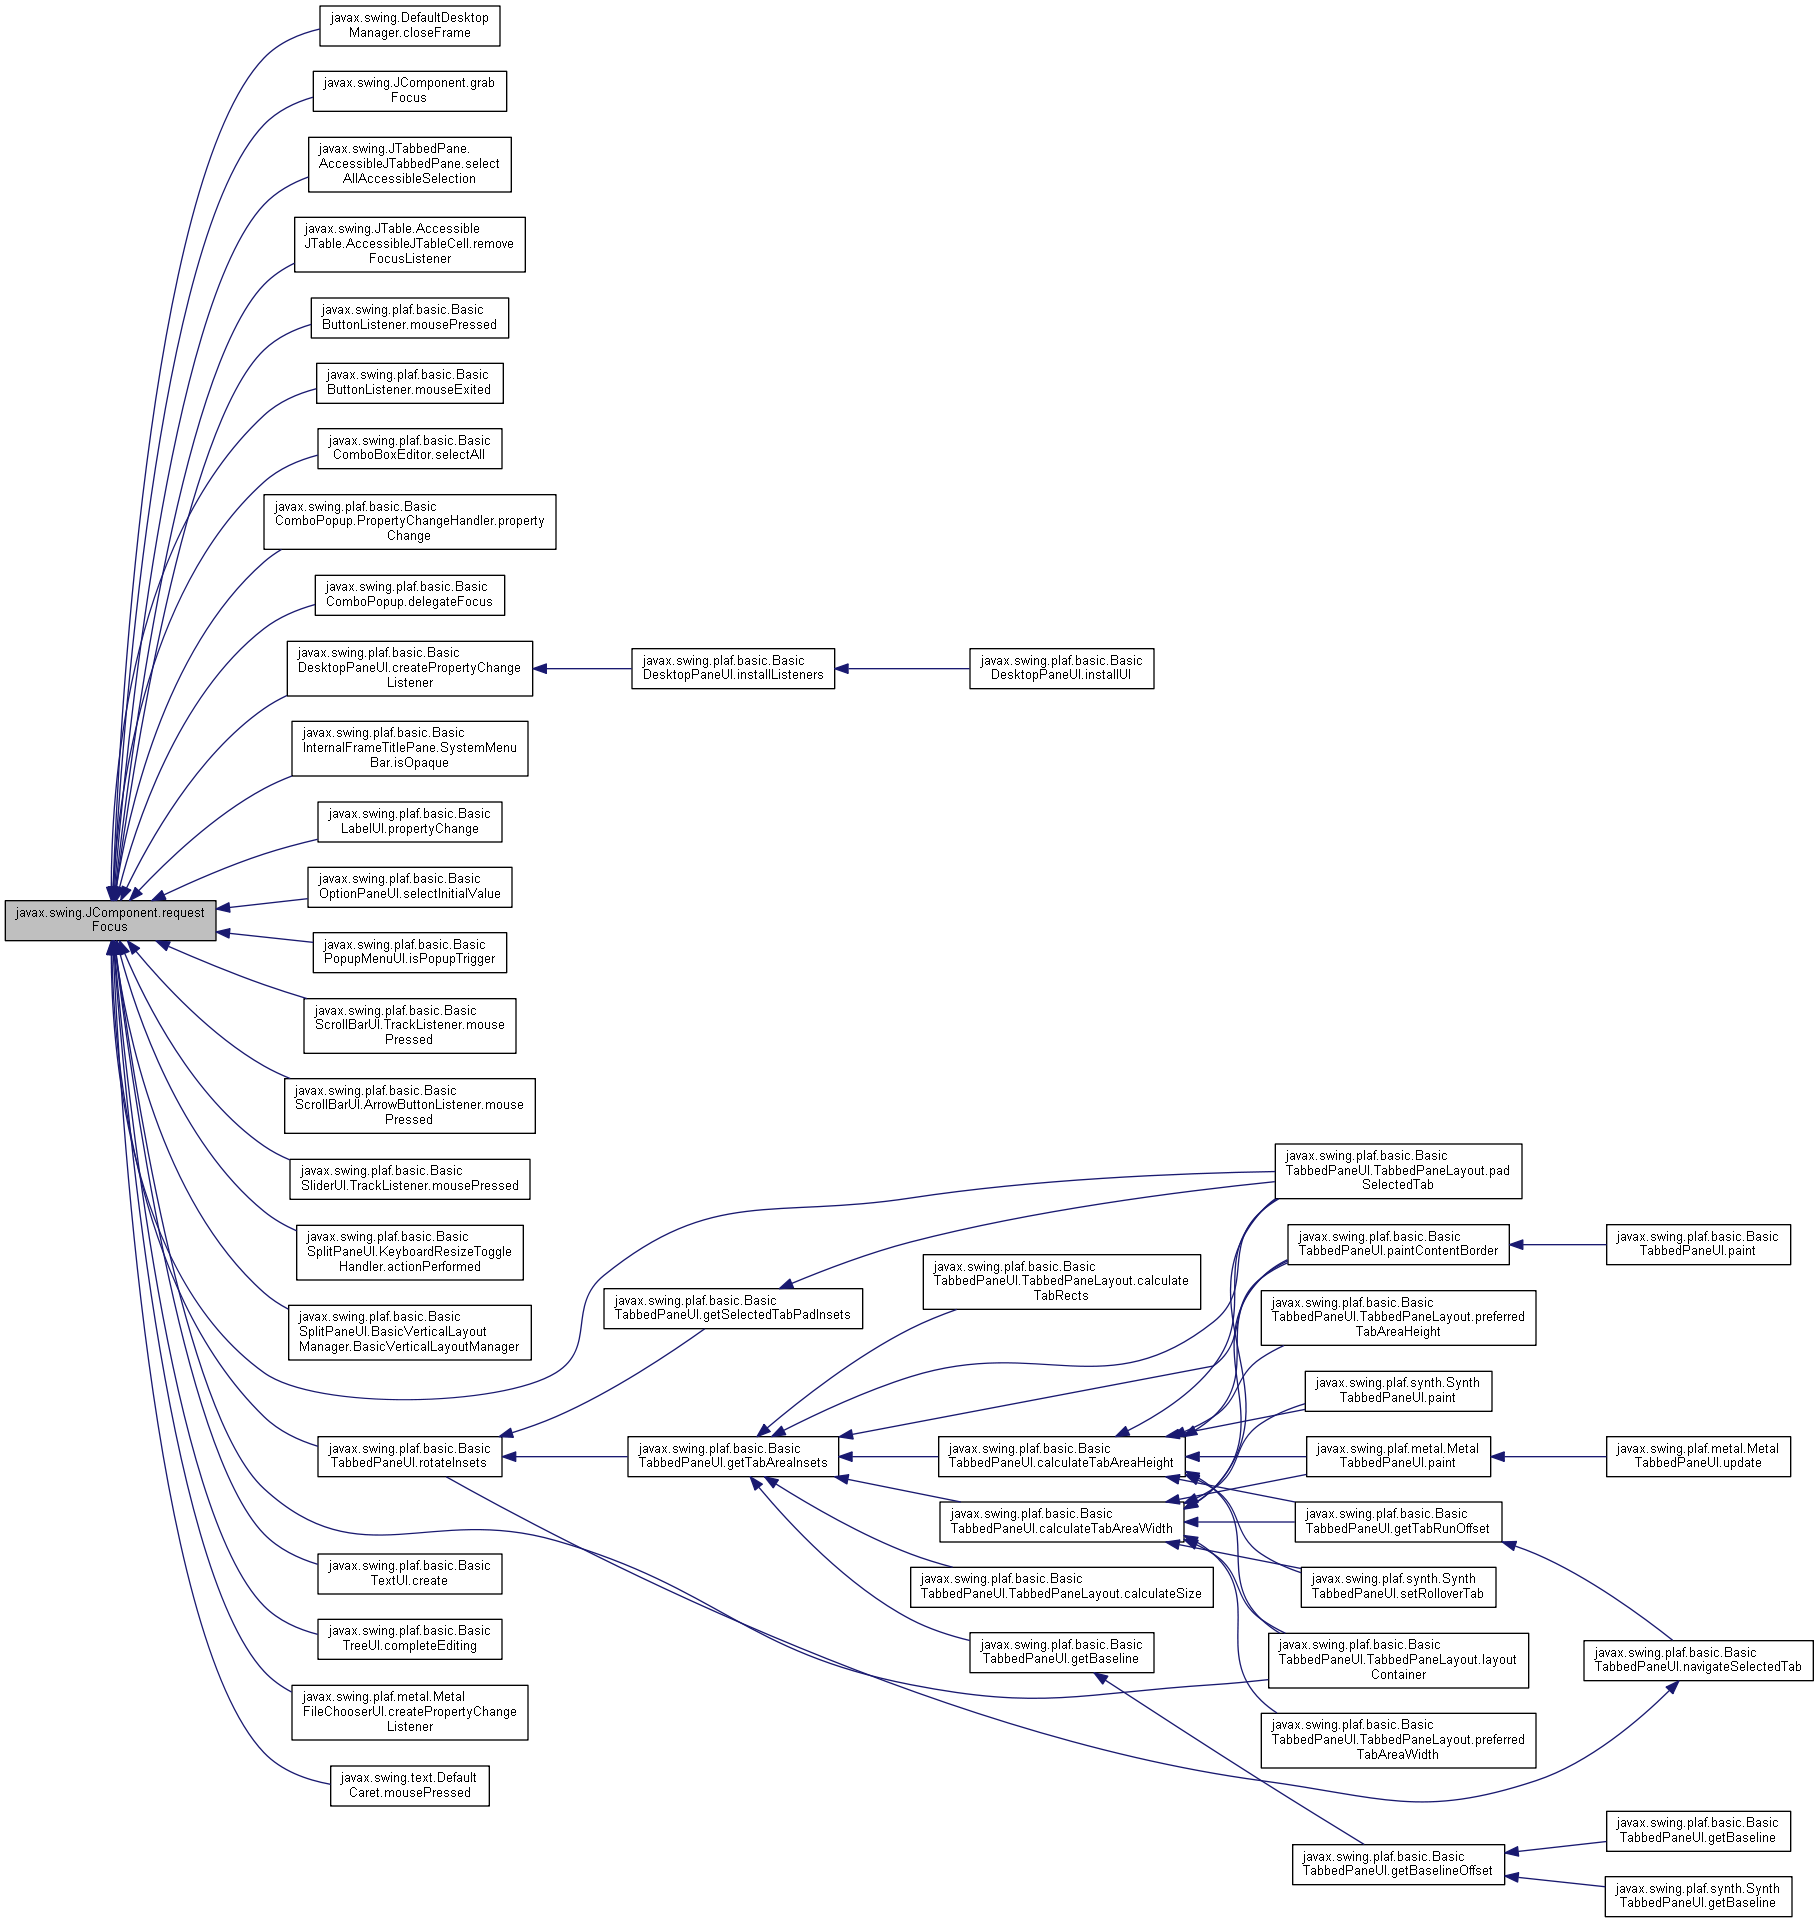 javax.swing.DefaultDesktop
Manager.closeFrame
javax.swing.JComponent.grab
Focus
javax.swing.JTabbedPane.
AccessibleJTabbedPane.select
AllAccessibleSelection
javax.swing.JTable.Accessible
JTable.AccessibleJTableCell.remove
FocusListener
javax.swing.plaf.basic.Basic
ButtonListener.mousePressed
javax.swing.plaf.basic.Basic
ButtonListener.mouseExited
javax.swing.plaf.basic.Basic
ComboBoxEditor.selectAll
javax.swing.plaf.basic.Basic
ComboPopup.PropertyChangeHandler.property
Change
javax.swing.plaf.basic.Basic
ComboPopup.delegateFocus
javax.swing.plaf.basic.Basic
DesktopPaneUI.createPropertyChange
Listener
javax.swing.plaf.basic.Basic
DesktopPaneUI.installListeners
javax.swing.plaf.basic.Basic
DesktopPaneUI.installUI
javax.swing.plaf.basic.Basic
InternalFrameTitlePane.SystemMenu
Bar.isOpaque
javax.swing.plaf.basic.Basic
LabelUI.propertyChange
javax.swing.plaf.basic.Basic
OptionPaneUI.selectInitialValue
javax.swing.JComponent.request
Focus
javax.swing.plaf.basic.Basic
PopupMenuUI.isPopupTrigger
javax.swing.plaf.basic.Basic
ScrollBarUI.TrackListener.mouse
Pressed
javax.swing.plaf.basic.Basic
ScrollBarUI.ArrowButtonListener.mouse
Pressed
javax.swing.plaf.basic.Basic
SliderUI.TrackListener.mousePressed
javax.swing.plaf.basic.Basic
SplitPaneUI.KeyboardResizeToggle
Handler.actionPerformed
javax.swing.plaf.basic.Basic
SplitPaneUI.BasicVerticalLayout
Manager.BasicVerticalLayoutManager
javax.swing.plaf.basic.Basic
TabbedPaneUI.rotateInsets
javax.swing.plaf.basic.Basic
TextUI.create
javax.swing.plaf.basic.Basic
TreeUI.completeEditing
javax.swing.plaf.metal.Metal
FileChooserUI.createPropertyChange
Listener
javax.swing.text.Default
Caret.mousePressed
javax.swing.plaf.basic.Basic
TabbedPaneUI.getSelectedTabPadInsets
javax.swing.plaf.basic.Basic
TabbedPaneUI.getTabAreaInsets
javax.swing.plaf.basic.Basic
TabbedPaneUI.TabbedPaneLayout.calculate
TabRects
javax.swing.plaf.basic.Basic
TabbedPaneUI.calculateTabAreaHeight
javax.swing.plaf.basic.Basic
TabbedPaneUI.calculateTabAreaWidth
javax.swing.plaf.basic.Basic
TabbedPaneUI.TabbedPaneLayout.calculateSize
javax.swing.plaf.basic.Basic
TabbedPaneUI.getBaseline
javax.swing.plaf.basic.Basic
TabbedPaneUI.TabbedPaneLayout.pad
SelectedTab
javax.swing.plaf.basic.Basic
TabbedPaneUI.paintContentBorder
javax.swing.plaf.basic.Basic
TabbedPaneUI.paint
javax.swing.plaf.basic.Basic
TabbedPaneUI.TabbedPaneLayout.preferred
TabAreaHeight
javax.swing.plaf.synth.Synth
TabbedPaneUI.paint
javax.swing.plaf.metal.Metal
TabbedPaneUI.paint
javax.swing.plaf.metal.Metal
TabbedPaneUI.update
javax.swing.plaf.basic.Basic
TabbedPaneUI.getTabRunOffset
javax.swing.plaf.synth.Synth
TabbedPaneUI.setRolloverTab
javax.swing.plaf.basic.Basic
TabbedPaneUI.TabbedPaneLayout.layout
Container
javax.swing.plaf.basic.Basic
TabbedPaneUI.navigateSelectedTab
javax.swing.plaf.basic.Basic
TabbedPaneUI.TabbedPaneLayout.preferred
TabAreaWidth
javax.swing.plaf.basic.Basic
TabbedPaneUI.getBaselineOffset
javax.swing.plaf.basic.Basic
TabbedPaneUI.getBaseline
javax.swing.plaf.synth.Synth
TabbedPaneUI.getBaseline